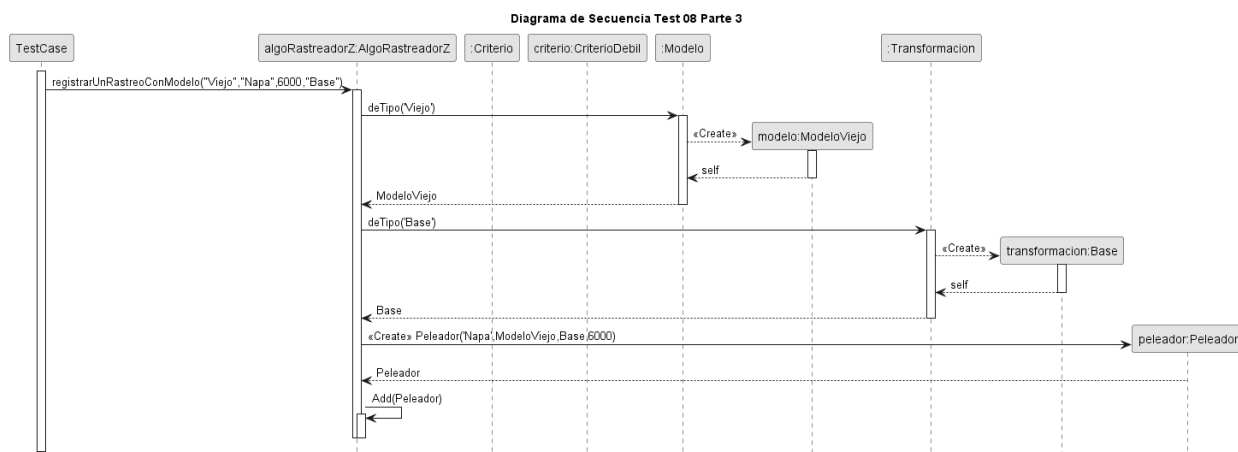 Diagrama de Secuencia Test 08 Parte 3
TestCase
algoRastreadorZ:AlgoRastreadorZ
:Criterio
criterio:CriterioDebil
:Modelo
:Transformacion
registrarUnRastreoConModelo("Viejo","Napa",6000,"Base")
deTipo('Viejo')
«Create»
modelo:ModeloViejo
self
ModeloViejo
deTipo('Base')
«Create»
transformacion:Base
self
Base
«Create» Peleador('Napa',ModeloViejo,Base,6000)
peleador:Peleador
Peleador
Add(Peleador)